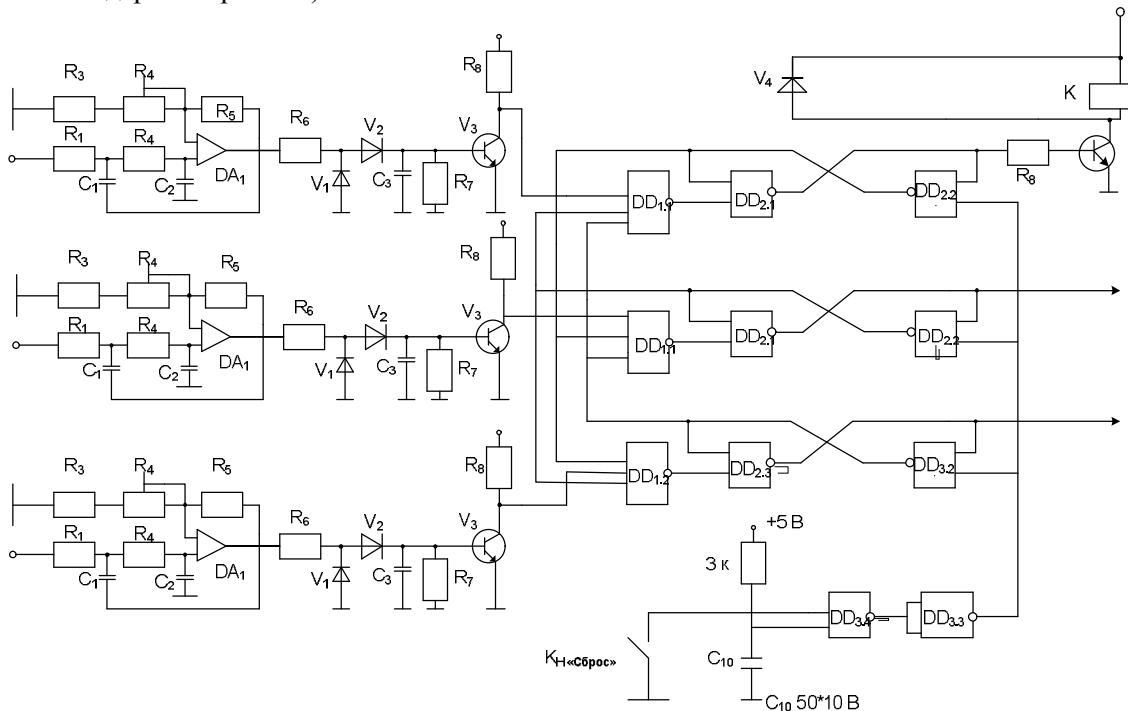 R3 R4 R5 R6 V2 V3 R8
R1 R4 C1 C2 DA1 V1 C3 R7
DD1.1 DD2.1 DD2.2 R8
V4 K
R3 R4 R5 R6 V2 V3 R8
R1 R4 C1 C2 DA1 V1 C3 R7
DD1.1 DD2.1 DD2.2
R3 R4 R5 R6 V2 V3 R8
R1 R4 C1 C2 DA1 V1 C3 R7
DD1.2 DD2.3 DD3.2
+5 В
3 к
DD3.4 DD3.3
KН«Сброс»
C10
C10 50*10 В